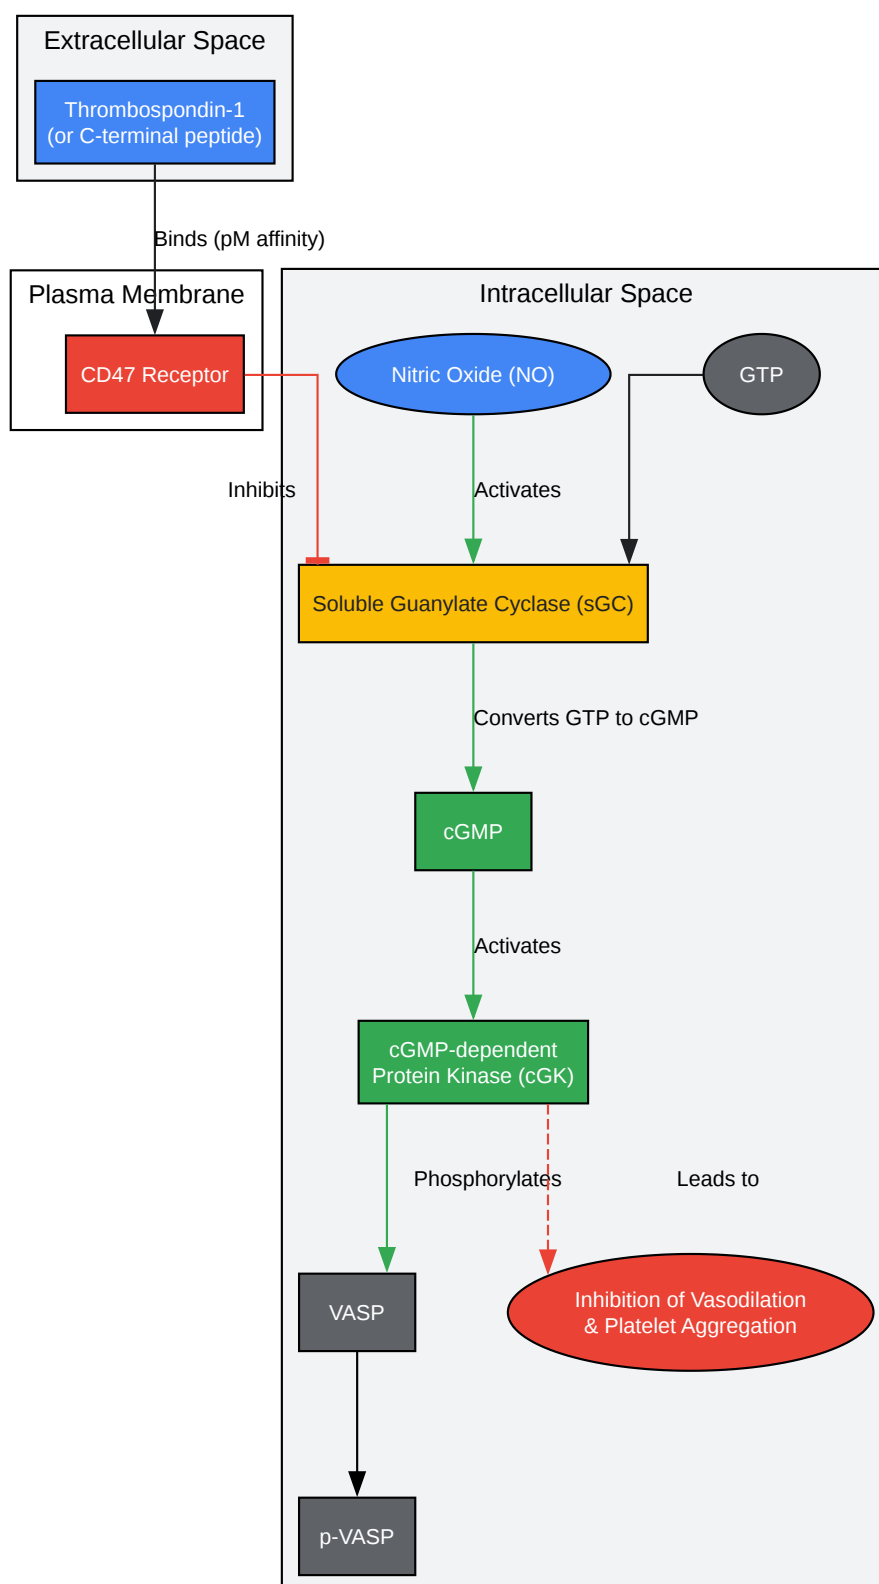 Extracellular Space
Thrombospondin-1
(or C-terminal peptide)
Binds (pM affinity)
Plasma Membrane
CD47 Receptor
Intracellular Space
Nitric Oxide (NO)
GTP
Inhibits
Activates
Soluble Guanylate Cyclase (sGC)
Converts GTP to cGMP
cGMP
Activates
cGMP-dependent
Protein Kinase (cGK)
Phosphorylates
Leads to
VASP
Inhibition of Vasodilation
& Platelet Aggregation
p-VASP